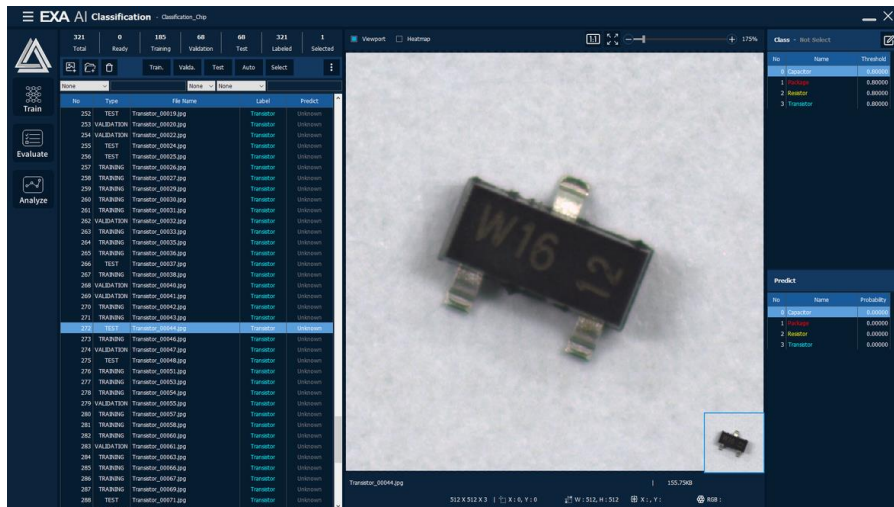 EXA AI Classification - Classification_Chip
321 0 185 68 68 321 1
Total Ready Training Validation Test Labeled Selected
Train. Valida. Test Auto Select
None None None
No Type File Name Label Predict
252 TEST Transistor_00019.jpg Transistor Unknown
253 VALIDATION Transistor_00020.jpg Transistor Unknown
254 VALIDATION Transistor_00022.jpg Transistor Unknown
255 TEST Transistor_00024.jpg Transistor Unknown
256 TEST Transistor_00025.jpg Transistor Unknown
257 TRAINING Transistor_00026.jpg Transistor Unknown
258 TRAINING Transistor_00027.jpg Transistor Unknown
259 TRAINING Transistor_00029.jpg Transistor Unknown
260 TRAINING Transistor_00030.jpg Transistor Unknown
261 TRAINING Transistor_00031.jpg Transistor Unknown
262 VALIDATION Transistor_00032.jpg Transistor Unknown
263 TRAINING Transistor_00033.jpg Transistor Unknown
264 TRAINING Transistor_00035.jpg Transistor Unknown
265 TRAINING Transistor_00036.jpg Transistor Unknown
266 TEST Transistor_00037.jpg Transistor Unknown
267 TRAINING Transistor_00038.jpg Transistor Unknown
268 VALIDATION Transistor_00040.jpg Transistor Unknown
269 VALIDATION Transistor_00041.jpg Transistor Unknown
270 TRAINING Transistor_00042.jpg Transistor Unknown
271 TRAINING Transistor_00043.jpg Transistor Unknown
272 TEST Transistor_00044.jpg Transistor Unknown
273 TRAINING Transistor_00046.jpg Transistor Unknown
274 VALIDATION Transistor_00047.jpg Transistor Unknown
275 TEST Transistor_00048.jpg Transistor Unknown
276 TRAINING Transistor_00051.jpg Transistor Unknown
277 TRAINING Transistor_00053.jpg Transistor Unknown
278 TRAINING Transistor_00054.jpg Transistor Unknown
279 VALIDATION Transistor_00055.jpg Transistor Unknown
280 TRAINING Transistor_00057.jpg Transistor Unknown
281 TRAINING Transistor_00058.jpg Transistor Unknown
282 TRAINING Transistor_00060.jpg Transistor Unknown
283 VALIDATION Transistor_00061.jpg Transistor Unknown
284 TRAINING Transistor_00063.jpg Transistor Unknown
285 TRAINING Transistor_00066.jpg Transistor Unknown
286 TRAINING Transistor_00067.jpg Transistor Unknown
287 TRAINING Transistor_00069.jpg Transistor Unknown
288 TEST Transistor_00071.jpg Transistor Unknown
Train
Evaluate
Analyze
Viewport Heatmap 1:1 175%
W16
12
Transistor_00044.jpg | 155.75KB
512 X 512 X 3 | X : 0, Y : 0 W : 512, H : 512 X : , Y : RGB :
Class - Not Select
No Name Threshold
0 Capacitor 0.80000
1 Package 0.80000
2 Resistor 0.80000
3 Transistor 0.80000
Predict
No Name Probability
0 Capacitor 0.00000
1 Package 0.00000
2 Resistor 0.00000
3 Transistor 0.00000